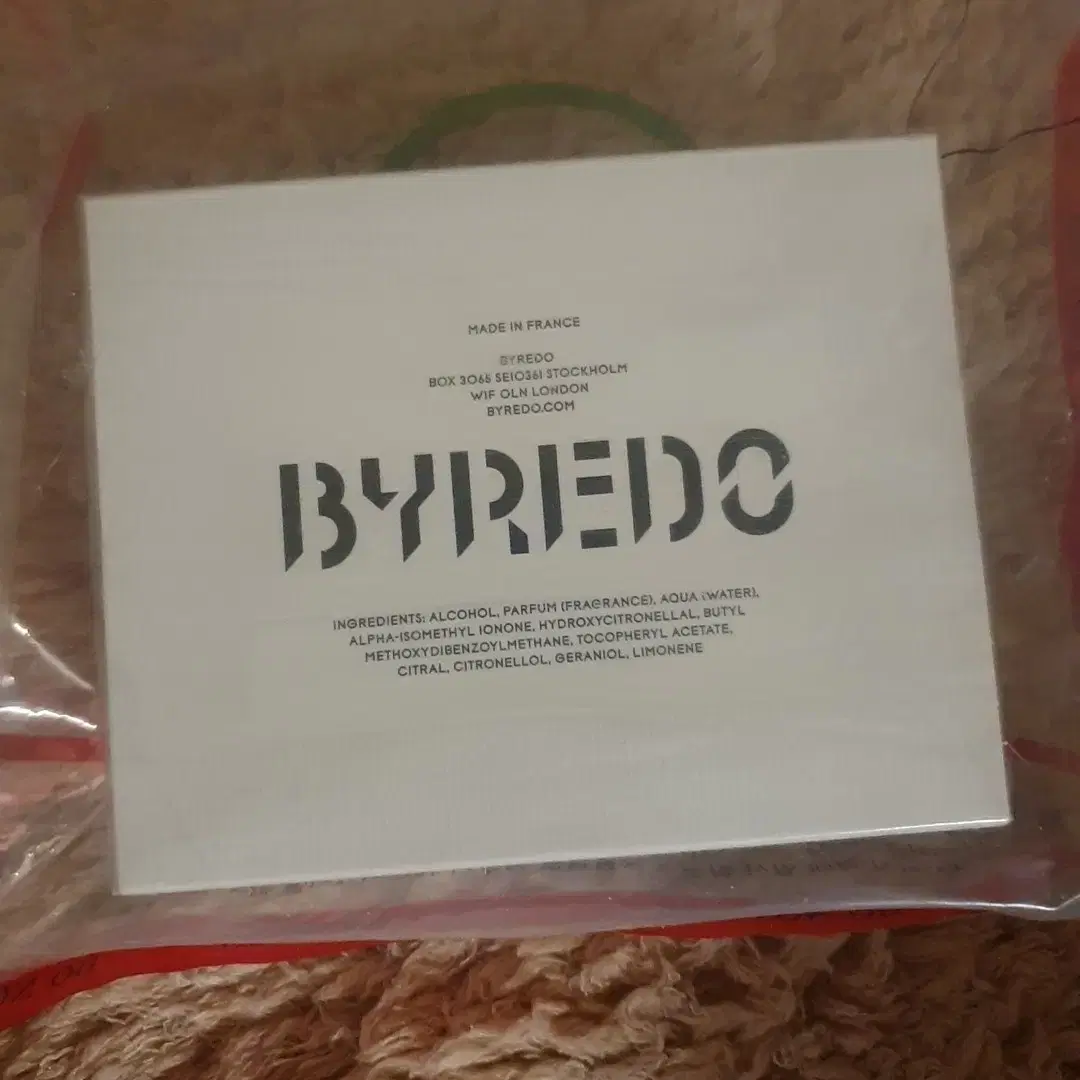 MADE IN FRANCE
BYREDO
BOX 3065 SE10361 STOCKHOLM
W1F OLN LONDON
BYREDO.COM
BYREDO
INGREDIENTS: ALCOHOL, PARFUM (FRAGRANCE), AQUA (WATER),
ALPHA-ISOMETHYL IONONE, HYDROXYCITRONELLAL, BUTYL
METHOXYDIBENZOYLMETHANE, TOCOPHERYL ACETATE,
CITRAL, CITRONELLOL, GERANIOL, LIMONENE